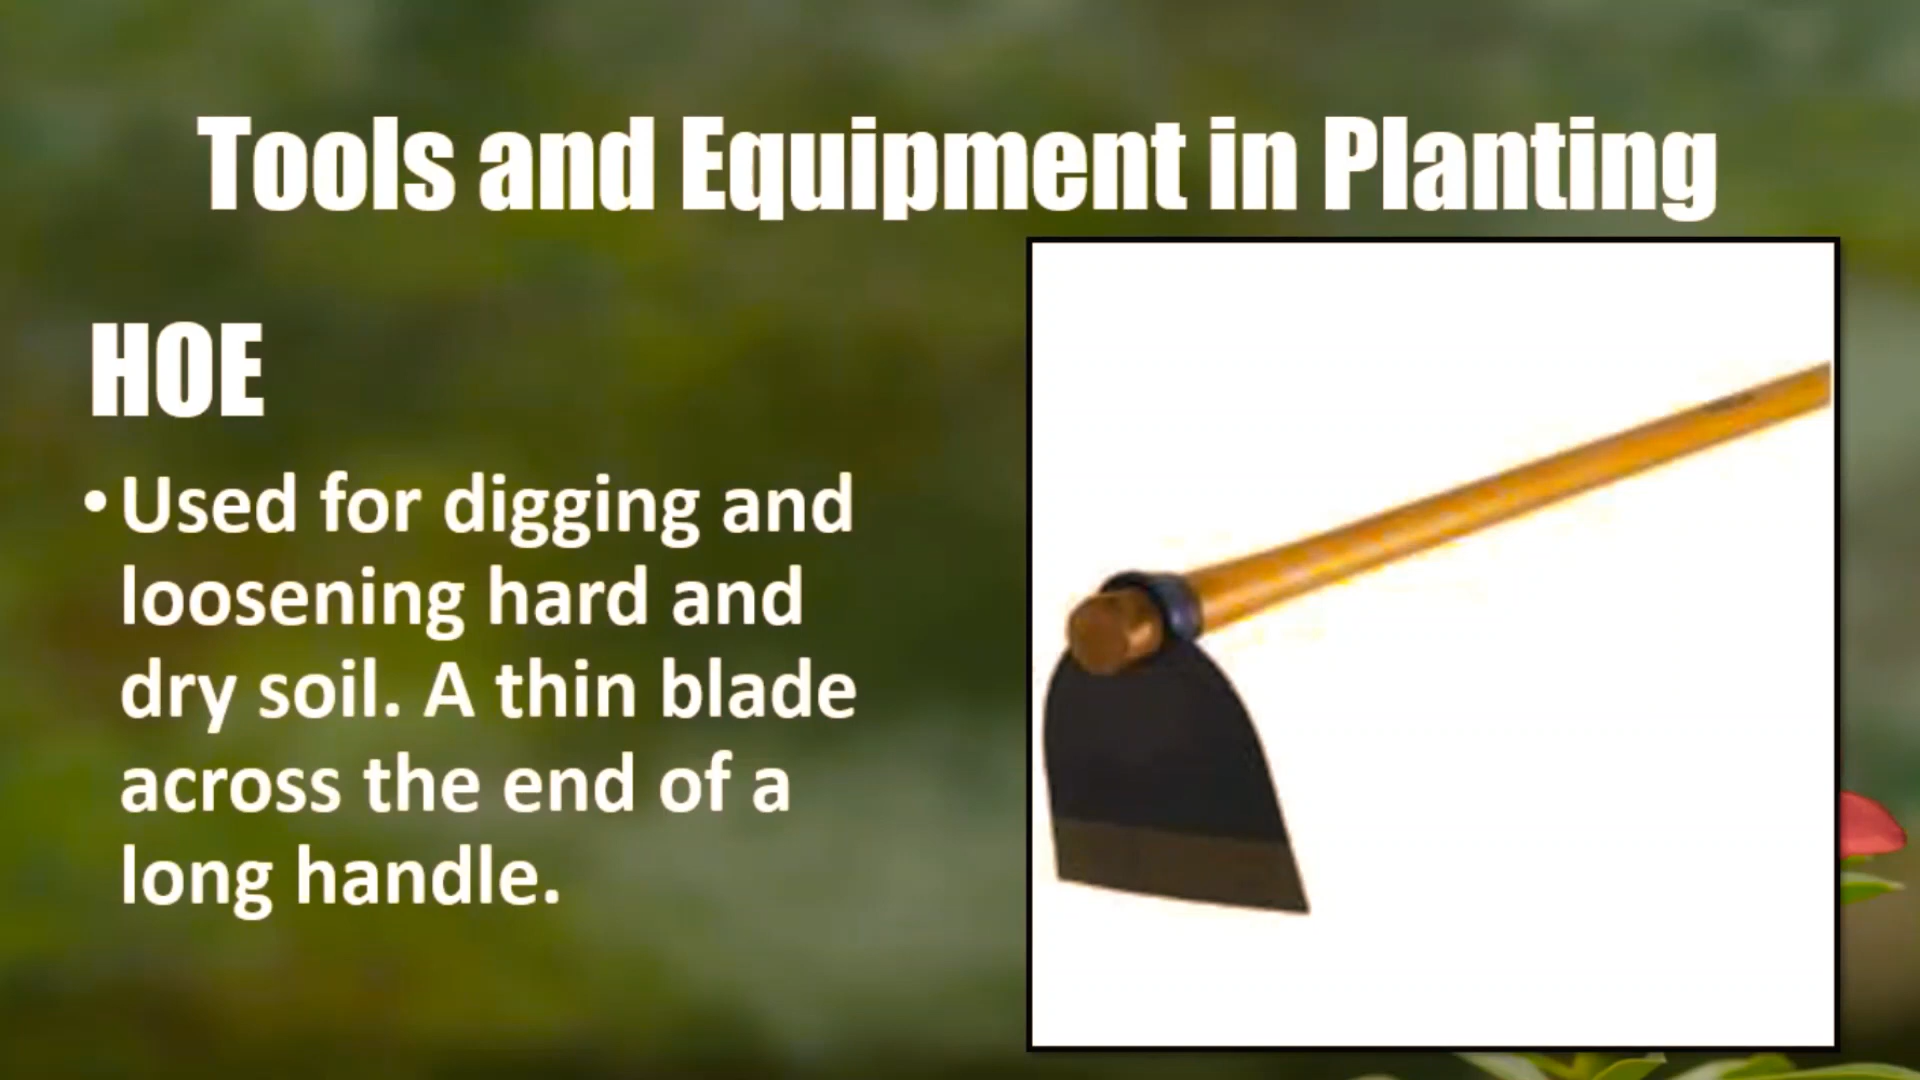 Tools and Equipment in Planting
HOE
• Used for digging and
loosening hard and
dry soil. A thin blade
across the end of a
long handle.